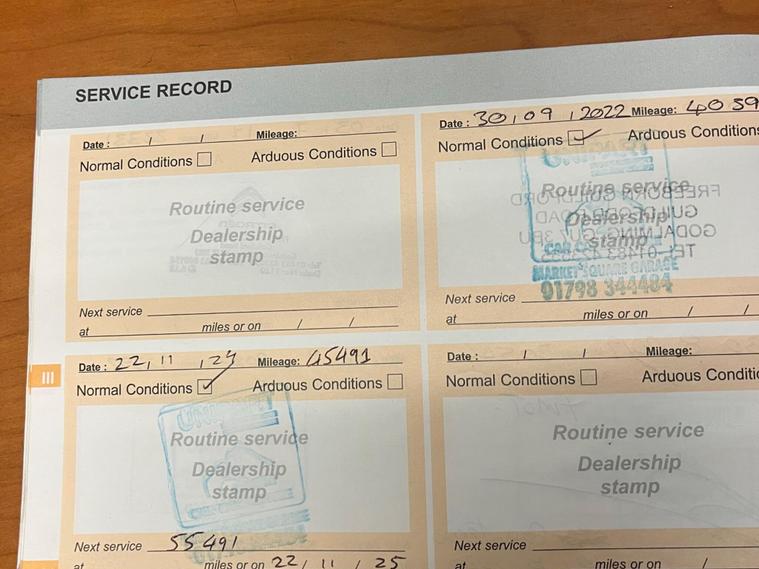 SERVICE RECORD
Date : / / Mileage:
Normal Conditions Arduous Conditions
Routine service
Dealership
stamp
Next service
at miles or on / /
Date : 30 / 09 / 2022 Mileage: 4059
Normal Conditions Arduous Conditions
Routine service
Dealership
stamp
MARKET SQUARE GARAGE
01798 344484
Next service
at miles or on / /
III
Date : 22 / 11 / 24 Mileage: 45491
Normal Conditions Arduous Conditions
Routine service
Dealership
stamp
Next service 55491
at miles or on 22 / 11 / 25
Date : / / Mileage:
Normal Conditions Arduous Conditi
Routine service
Dealership
stamp
Next service
at miles or on /